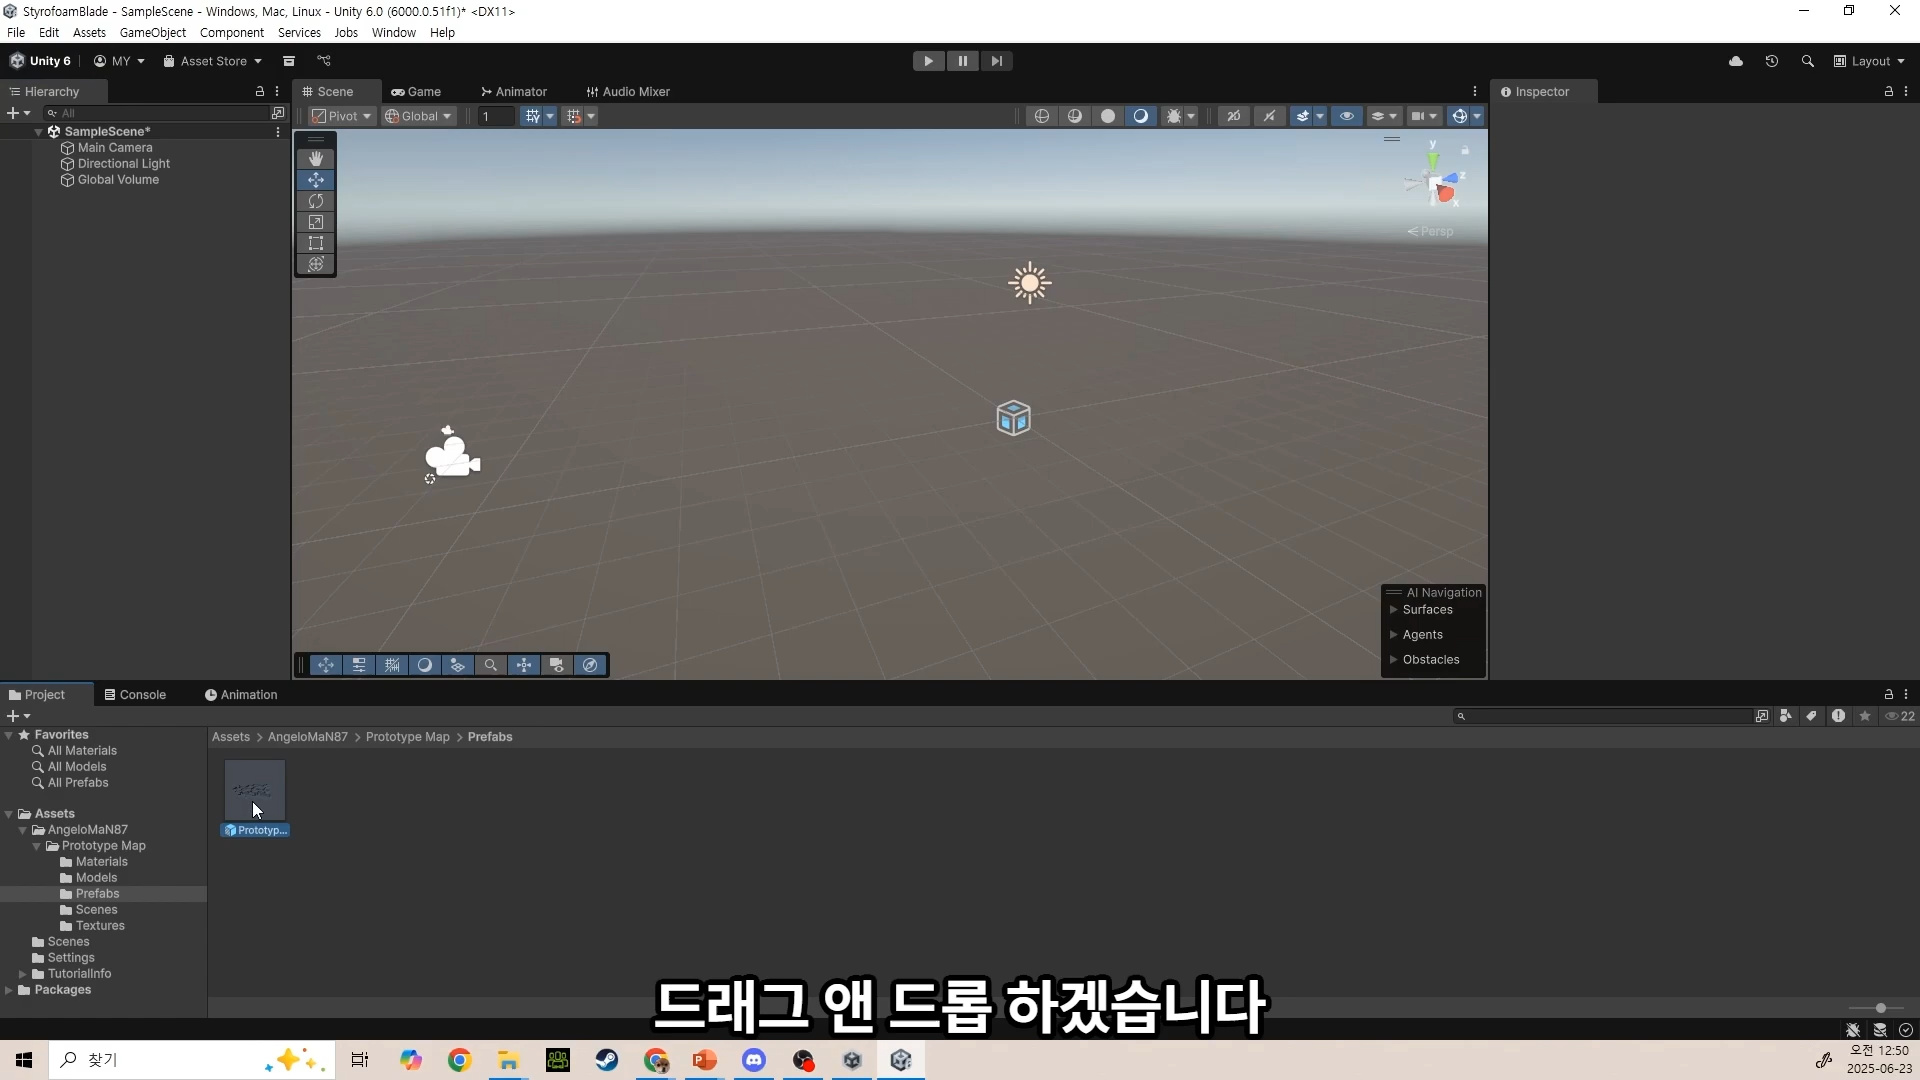 StyrofoamBlade - SampleScene - Windows, Mac, Linux - Unity 6.0 (6000.0.51f1)* <DX11>
File Edit Assets GameObject Component Services Jobs Window Help
Unity 6 MY Asset Store Layout
Hierarchy
All
SampleScene*
Main Camera
Directional Light
Global Volume
Scene Game Animator Audio Mixer
Pivot Global 1 2D
y
z
x
Persp
AI Navigation
Surfaces
Agents
Obstacles
Inspector
Project Console Animation
22
Favorites
All Materials
All Models
All Prefabs
Assets
AngeloMaN87
Prototype Map
Materials
Models
Prefabs
Scenes
Textures
Scenes
Settings
TutorialInfo
Packages
Assets > AngeloMaN87 > Prototype Map > Prefabs
Prototyp...
드래그 앤 드롭 하겠습니다
찾기
오전 12:50
2025-06-23